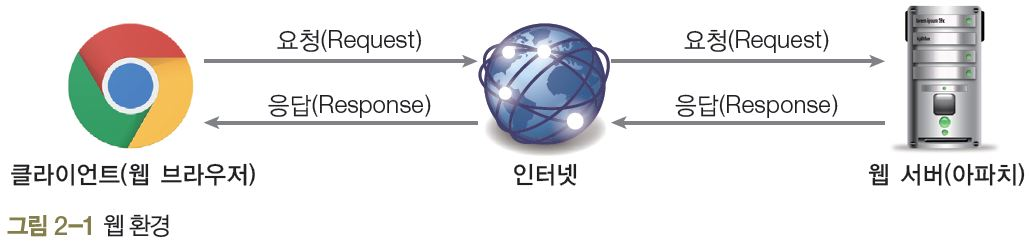 요청(Request)
요청(Request)
응답(Response)
응답(Response)
클라이언트(웹 브라우저)
인터넷
웹 서버(아파치)
그림 2-1 웹 환경